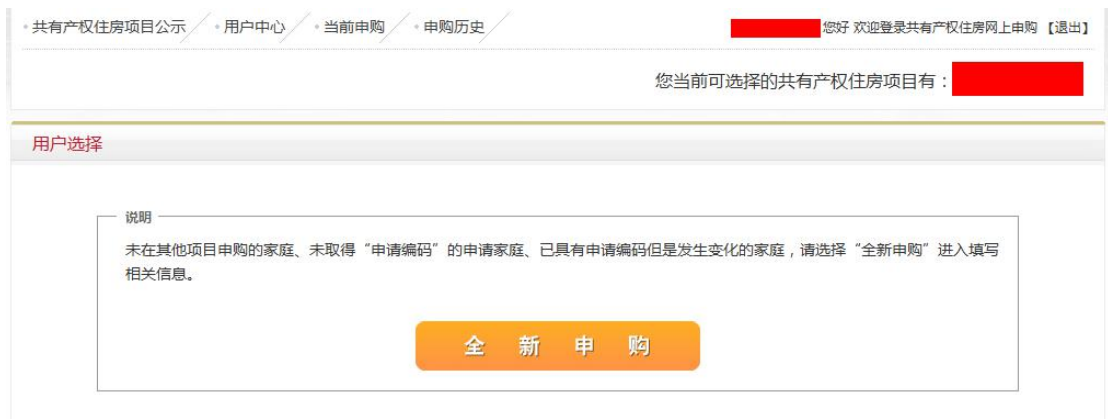 共有产权住房项目公示 用户中心 当前申购 申购历史 您好 欢迎登录共有产权住房网上申购 【退出】
您当前可选择的共有产权住房项目有：
用户选择
说明
未在其他项目申购的家庭、未取得“申请编码”的申请家庭、已具有申请编码但是发生变化的家庭，请选择“全新申购”进入填写
相关信息。
全 新 申 购